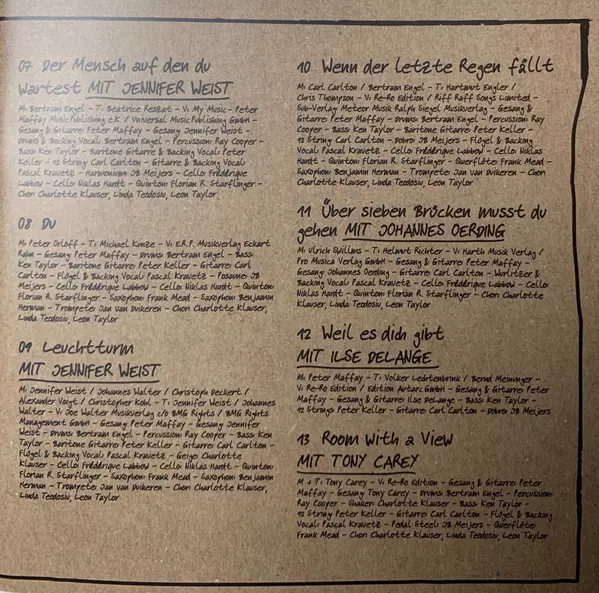 07 Der Mensch auf den du
wartest MIT JENNIFER WEIST
M: Bertram Engel - T: Beatrice Reszat - V: My Music - Peter
Maffay Musicpublishing e.K. / Universal Music Publishing GmbH -
Gesang & Gitarre: Peter Maffay - Gesang: Jennifer Weist -
Drums & Backing Vocal: Bertram Engel - Percussion: Ray Cooper -
Bass: Ken Taylor - Baritone Gitarre & Backing Vocal: Peter
Keller - 12 String: Carl Carlton - Gitarre & Backing Vocal:
Pascal Kravetz - Harmonium: JB Meijers - Cello: Frédérique
Labbow - Cello: Niklas Hardt - Quinton: Florian R. Starflinger -
Chor: Charlotte Klauser, Linda Teodosiu, Leon Taylor
08 Du
M: Peter Orloff - T: Michael Kunze - V: E.R.P. Musikverlag Eckart
Rahn - Gesang: Peter Maffay - Drums: Bertram Engel - Bass:
Ken Taylor - Baritone Gitarre: Peter Keller - Gitarre: Carl
Carlton - Flügel & Backing Vocal: Pascal Kravetz - Posaune: JB
Meijers - Cello: Frédérique Labbow - Cello: Niklas Hardt - Quinton:
Florian R. Starflinger - Saxophon: Frank Mead - Saxophon: Benjamin
Herman - Trompete: Jan van Duikeren - Chor: Charlotte Klauser,
Linda Teodosiu, Leon Taylor
09 Leuchtturm
MIT JENNIFER WEIST
M: Jennifer Weist / Johannes Walter / Christoph Deckert /
Alexander Voigt / Christopher Kohl - T: Jennifer Weist / Johannes
Walter - V: Joe Walter Musikverlag c/o BMG Rights / BMG Rights
Management GmbH - Gesang: Peter Maffay - Gesang: Jennifer
Weist - Drums: Bertram Engel - Percussion: Ray Cooper - Bass: Ken
Taylor - Baritone Gitarre: Peter Keller - Gitarre: Carl Carlton -
Flügel & Backing Vocal: Pascal Kravetz - Geige: Charlotte
Klauser - Cello: Frédérique Labbow - Cello: Niklas Hardt - Quinton:
Florian R. Starflinger - Saxophon: Frank Mead - Saxophon: Benjamin
Herman - Trompete: Jan van Duikeren - Chor: Charlotte Klauser,
Linda Teodosiu, Leon Taylor
10 Wenn der letzte Regen fällt
M: Carl Carlton / Bertram Engel - T: Hartmut Engler /
Chris Thompson - V: Re-Ro Edition / Riff Raff Songs Limited -
Sub-Verlag: Meteor Musik Ralph Siegel Musikverlag - Gesang &
Gitarre: Peter Maffay - Drums: Bertram Engel - Percussion: Ray
Cooper - Bass: Ken Taylor - Baritone Gitarre: Peter Keller -
12 String: Carl Carlton - Dobro: JB Meijers - Flügel & Backing
Vocal: Pascal Kravetz - Cello: Frédérique Labbow - Cello: Niklas
Hardt - Quinton: Florian R. Starflinger - Querflöte: Frank Mead -
Saxophon: Benjamin Herman - Trompete: Jan van Duikeren - Chor:
Charlotte Klauser, Linda Teodosiu, Leon Taylor
11 Über sieben Brücken musst du
gehen MIT JOHANNES OERDING
M: Ulrich Swillms - T: Helmut Richter - V: Harth Musik Verlag /
Pro Musica Verlag GmbH - Gesang & Gitarre: Peter Maffay -
Gesang: Johannes Oerding - Gitarre: Carl Carlton - Wurlitzer &
Backing Vocal: Pascal Kravetz - Cello: Frédérique Labbow - Cello:
Niklas Hardt - Quinton: Florian R. Starflinger - Chor: Charlotte
Klauser, Linda Teodosiu, Leon Taylor
12 Weil es dich gibt
MIT ILSE DELANGE
M: Peter Maffay - T: Volker Lechtenbrink / Bernd Meinunger -
V: Re-Ro Edition / Edition Autarc GmbH - Gesang & Gitarre: Peter
Maffay - Gesang & Gitarre: Ilse DeLange - Bass: Ken Taylor -
12 String: Peter Keller - Gitarre: Carl Carlton - Dobro: JB Meijers
13 Room With a View
MIT TONY CAREY
M + T: Tony Carey - V: Re-Ro Edition - Gesang & Gitarre: Peter
Maffay - Gesang: Tony Carey - Drums: Bertram Engel - Percussion:
Ray Cooper - Shaker: Charlotte Klauser - Bass: Ken Taylor -
12 String: Peter Keller - Gitarre: Carl Carlton - Flügel & Backing
Vocal: Pascal Kravetz - Pedal Steel: JB Meijers - Querflöte:
Frank Mead - Chor: Charlotte Klauser, Linda Teodosiu, Leon Taylor